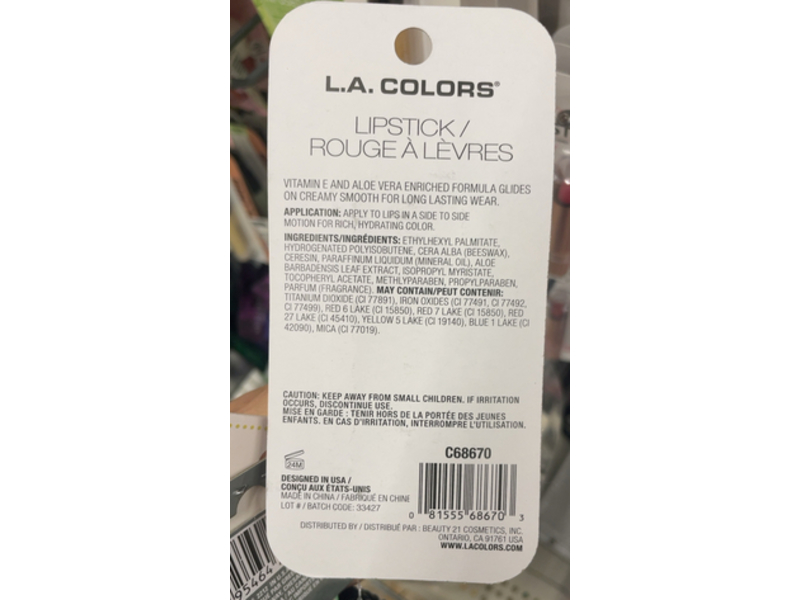 L.A. COLORS®
LIPSTICK /
ROUGE À LÈVRES
VITAMIN E AND ALOE VERA ENRICHED FORMULA GLIDES
ON CREAMY SMOOTH FOR LONG LASTING WEAR.
APPLICATION: APPLY TO LIPS IN A SIDE TO SIDE
MOTION FOR RICH, HYDRATING COLOR.
INGREDIENTS/INGRÉDIENTS: ETHYLHEXYL PALMITATE,
HYDROGENATED POLYISOBUTENE, CERA ALBA (BEESWAX),
CERESIN, PARAFFINUM LIQUIDUM (MINERAL OIL), ALOE
BARBADENSIS LEAF EXTRACT, ISOPROPYL MYRISTATE,
TOCOPHERYL ACETATE, METHLYPARABEN, PROPYLPARABEN,
PARFUM (FRAGRANCE). MAY CONTAIN/PEUT CONTENIR:
TITANIUM DIOXIDE (CI 77891), IRON OXIDES (CI 77491, CI 77492,
CI 77499), RED 6 LAKE (CI 15850), RED 7 LAKE (CI 15850), RED
27 LAKE (CI 45410), YELLOW 5 LAKE (CI 19140), BLUE 1 LAKE (CI
42090), MICA (CI 77019).
CAUTION: KEEP AWAY FROM SMALL CHILDREN. IF IRRITATION
OCCURS, DISCONTINUE USE.
MISE EN GARDE : TENIR HORS DE LA PORTÉE DES JEUNES
ENFANTS. EN CAS D'IRRITATION, INTERROMPRE L'UTILISATION.
C68670
24M
DESIGNED IN USA /
CONÇU AUX ÉTATS-UNIS
MADE IN CHINA / FABRIQUÉ EN CHINE
LOT # / BATCH CODE: 33427
0 81555 68670 3
DISTRIBUTED BY / DISTRIBUÉ PAR : BEAUTY 21 COSMETICS, INC.
ONTARIO, CA 91761 USA
WWW.LACOLORS.COM
95464